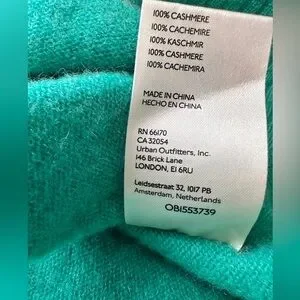 100% CASHMERE
100% CACHEMIRE
100% KASCHMIR
100% CASHMERE
100% CACHEMIRA
MADE IN CHINA
HECHO EN CHINA
RN 66170
CA 32054
Urban Outfitters, Inc.
146 Brick Lane
LONDON, E1 6RU
Leidsestraat 32, 1017 PB
Amsterdam, Netherlands
OB1553739